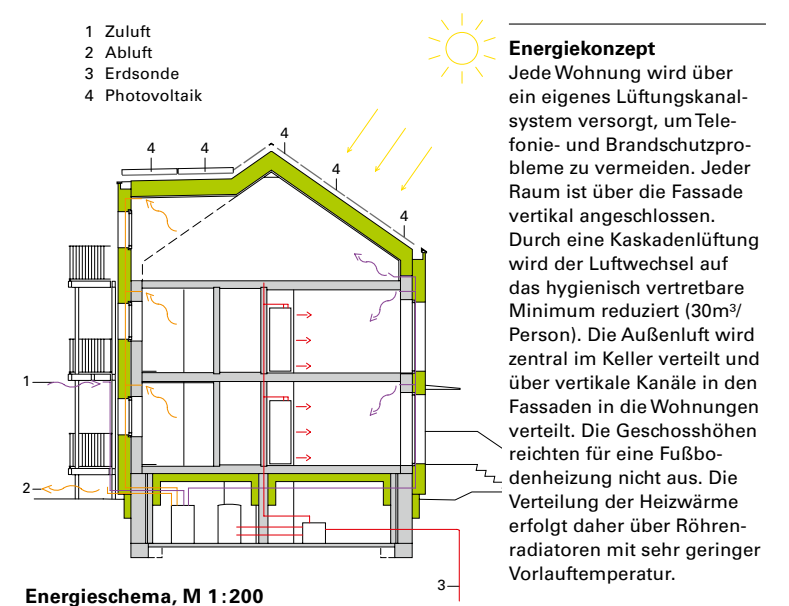 1 Zuluft
2 Abluft
3 Erdsonde
4 Photovoltaik
4
4
4
4
4
1
2
3
Energieschema, M 1:200
Energiekonzept
Jede Wohnung wird über
ein eigenes Lüftungskanal-
system versorgt, um Tele-
fonie- und Brandschutzpro-
bleme zu vermeiden. Jeder
Raum ist über die Fassade
vertikal angeschlossen.
Durch eine Kaskadenlüftung
wird der Luftwechsel auf
das hygienisch vertretbare
Minimum reduziert (30m³/
Person). Die Außenluft wird
zentral im Keller verteilt und
über vertikale Kanäle in den
Fassaden in die Wohnungen
verteilt. Die Geschosshöhen
reichten für eine Fußbo-
denheizung nicht aus. Die
Verteilung der Heizwärme
erfolgt daher über Röhren-
radiatoren mit sehr geringer
Vorlauftemperatur.